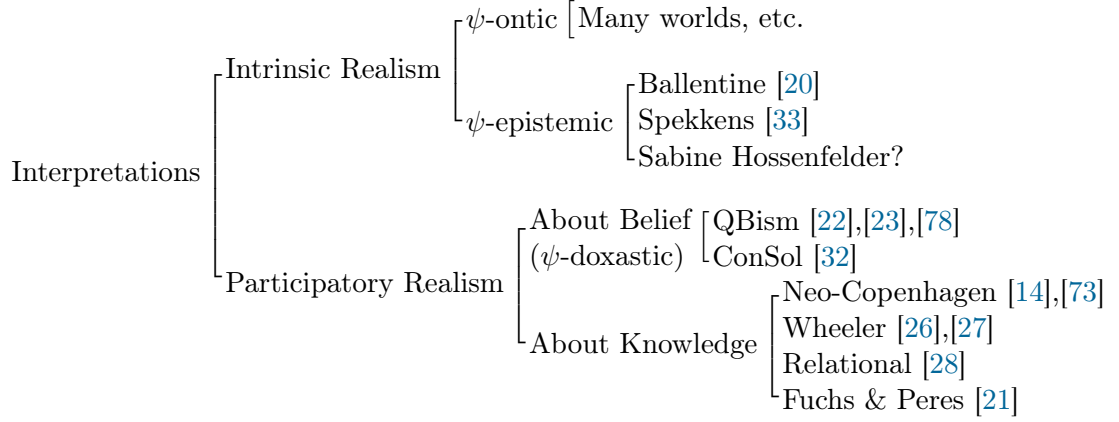 ψ-ontic [Many worlds, etc.
Intrinsic Realism
Ballentine [20]
ψ-epistemic
Spekkens [33]
Sabine Hossenfelder?
Interpretations
About Belief
(ψ-doxastic)
QBism [22],[23],[78]
ConSol [32]
Participatory Realism
Neo-Copenhagen [14],[73]
Wheeler [26],[27]
About Knowledge
Relational [28]
Fuchs & Peres [21]